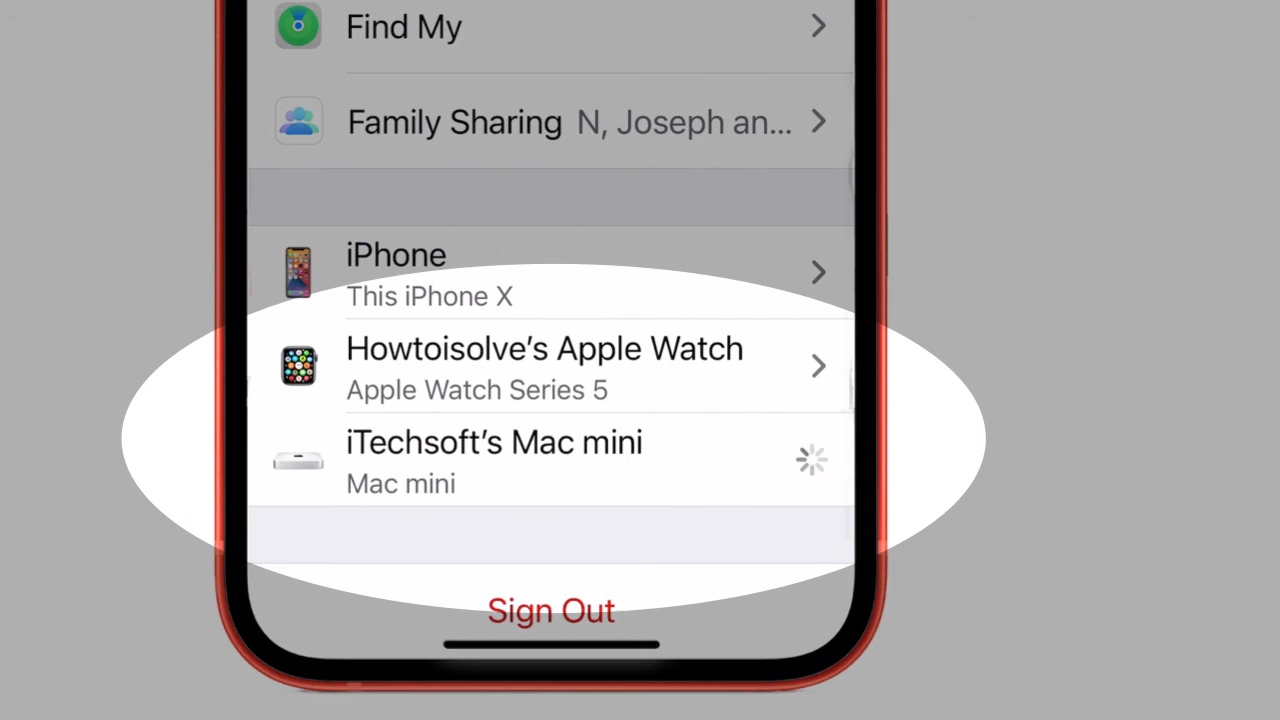 Find My
Family Sharing N, Joseph an...
iPhone
This iPhone X
Howtoisolve’s Apple Watch
Apple Watch Series 5
iTechsoft’s Mac mini
Mac mini
Sign Out